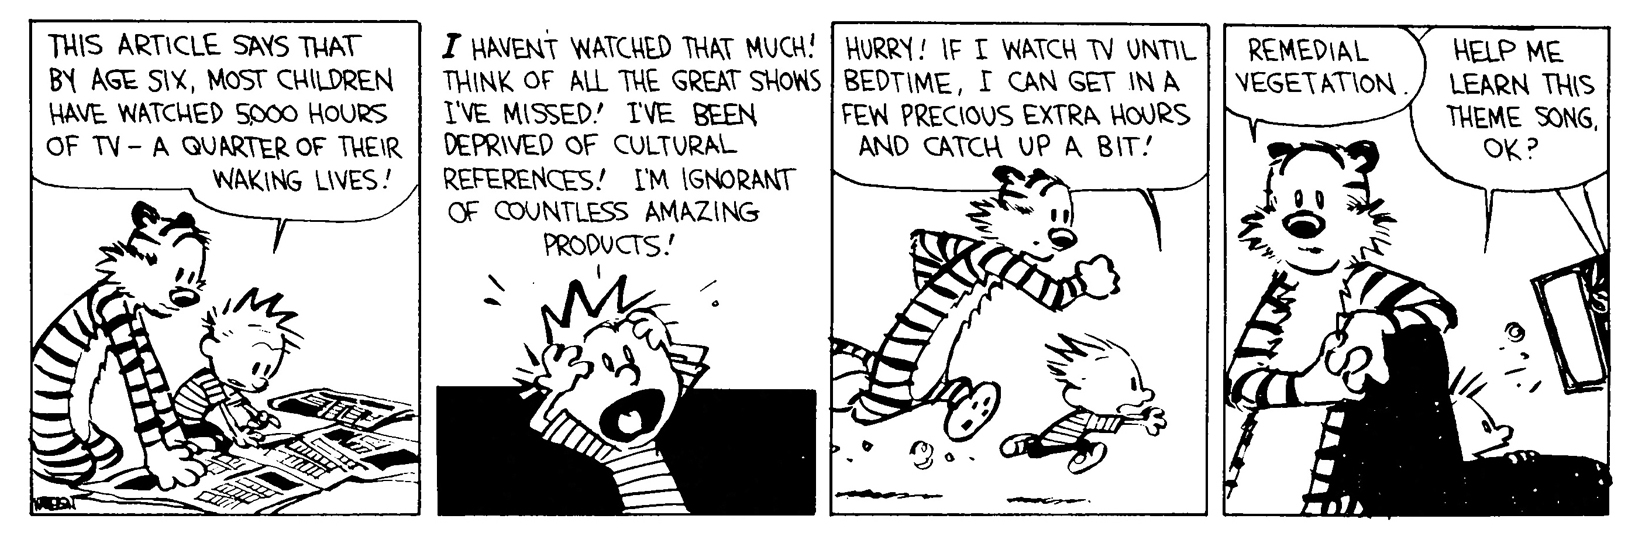 THIS ARTICLE SAYS THAT
BY AGE SIX, MOST CHILDREN
HAVE WATCHED 5,000 HOURS
OF TV – A QUARTER OF THEIR
WAKING LIVES!
I HAVEN'T WATCHED THAT MUCH!
THINK OF ALL THE GREAT SHOWS
I'VE MISSED! I'VE BEEN
DEPRIVED OF CULTURAL
REFERENCES! I'M IGNORANT
OF COUNTLESS AMAZING
PRODUCTS!
HURRY! IF I WATCH TV UNTIL
BEDTIME, I CAN GET IN A
FEW PRECIOUS EXTRA HOURS
AND CATCH UP A BIT!
REMEDIAL
VEGETATION.
HELP ME
LEARN THIS
THEME SONG,
OK?